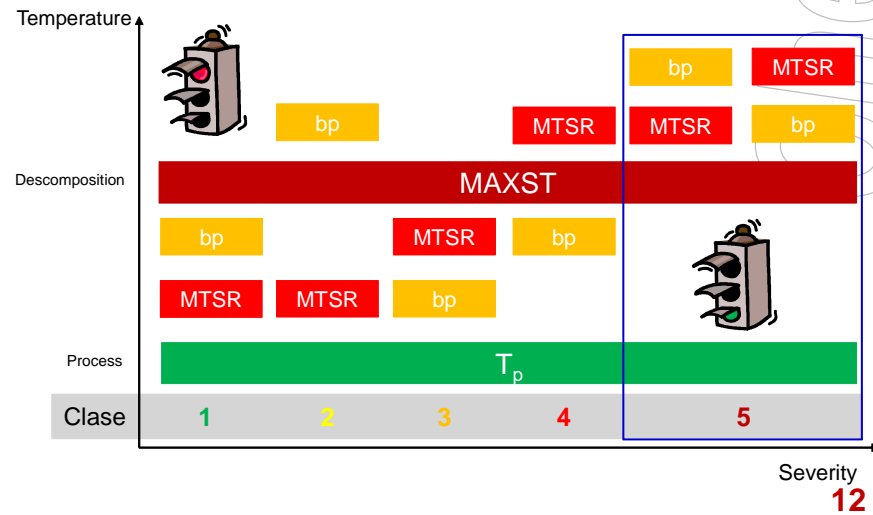 Temperature
bp MTSR
bp MTSR MTSR bp
Descomposition MAXST
bp MTSR bp
MTSR MTSR bp
Process Tp
Clase 1 2 3 4 5
Severity
12